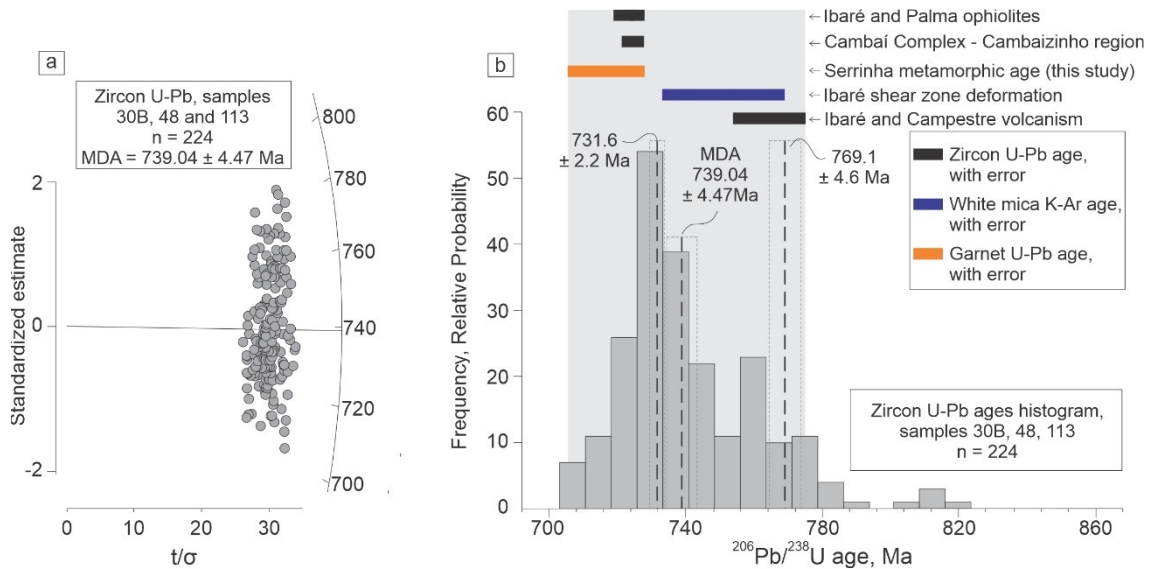 a
Zircon U-Pb, samples
30B, 48 and 113
n = 224
MDA = 739.04 ± 4.47 Ma
Standardized estimate
2
0
-2
0
10
20
30
t/σ
800
780
760
740
720
700
b
←Ibaré and Palma ophiolites
←Cambaí Complex - Cambaizinho region
←Serrinha metamorphic age (this study)
←Ibaré shear zone deformation
←Ibaré and Campestre volcanism
Zircon U-Pb age,
with error
White mica K-Ar age,
with error
Garnet U-Pb age,
with error
731.6
± 2.2 Ma
MDA
739.04
± 4.47Ma
769.1
± 4.6 Ma
Zircon U-Pb ages histogram,
samples 30B, 48, 113
n = 224
Frequency, Relative Probability
60
50
40
30
20
10
0
700
740
780
820
860
²⁰⁶Pb/²³⁸U age, Ma